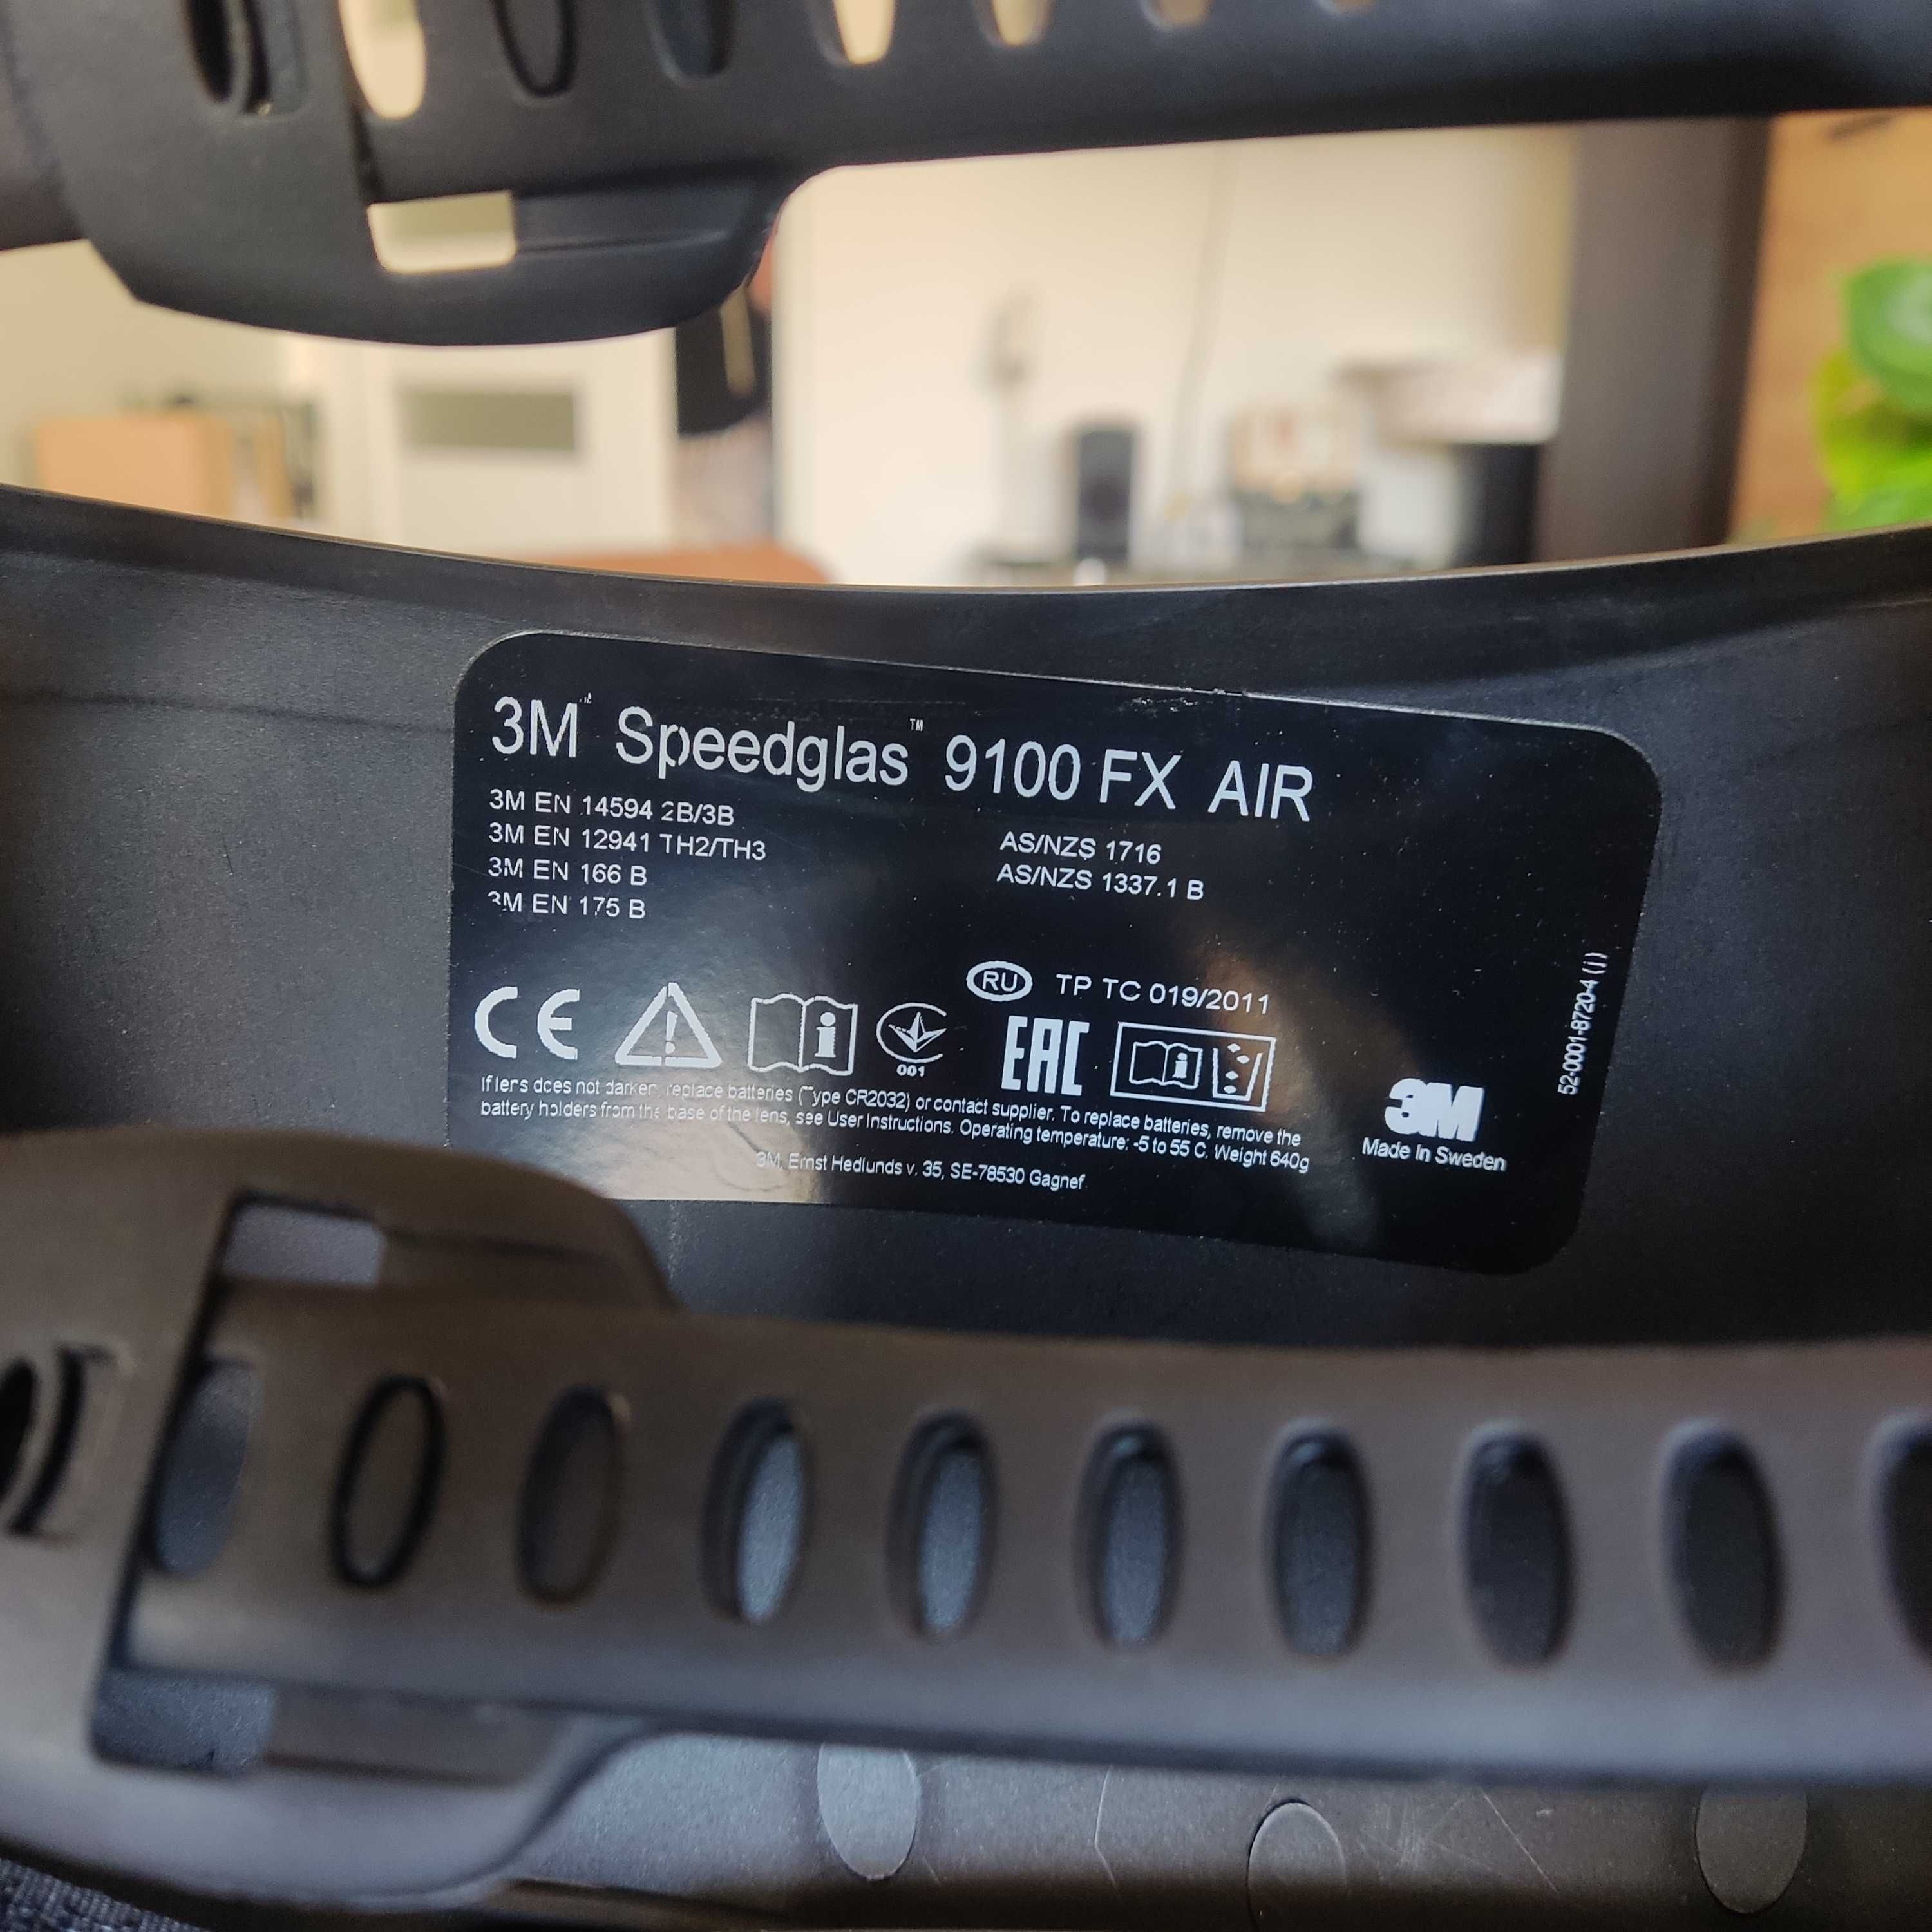 3M™ Speedglas™ 9100 FX AIR
3M EN 14594 2B/3B
3M EN 12941 TH2/TH3
3M EN 166 B
3M EN 175 B
AS/NZS 1716
AS/NZS 1337.1 B
RU TP TC 019/2011
CE
001
EAC
If lens does not darken, replace batteries (Type CR2032) or contact supplier. To replace batteries, remove the
battery holders from the base of the lens, see User Instructions. Operating temperature: -5 to 55 C. Weight 640g
3M, Ernst Hedlunds v. 35, SE-78530 Gagnef
3M
Made in Sweden
52-0001-8720-4 (i)